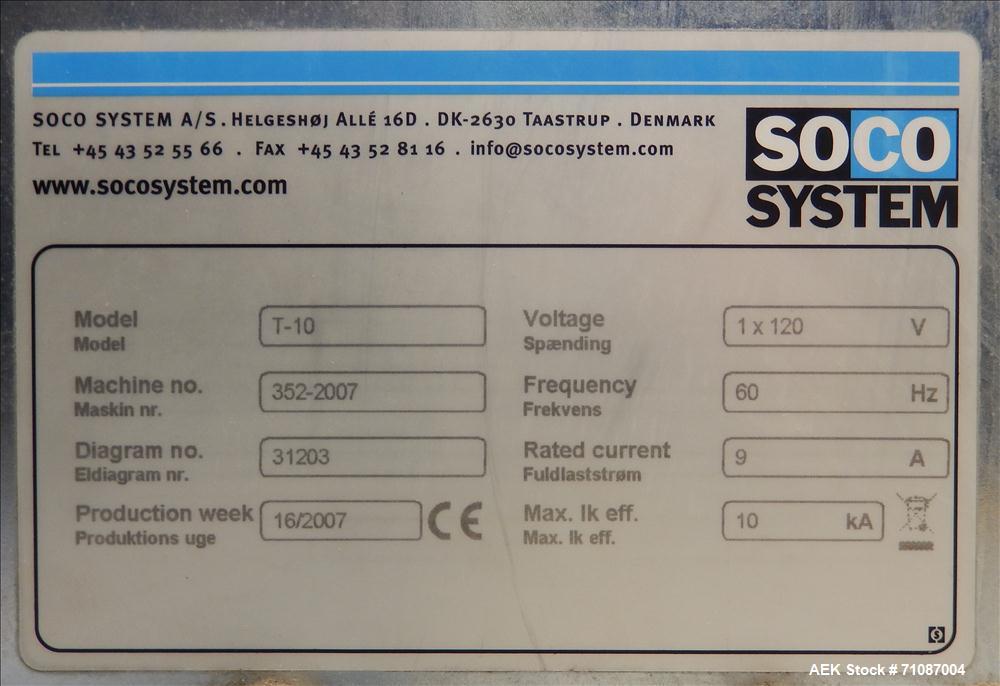 SOCO SYSTEM A/S. HELGESHØJ ALLÉ 16D . DK-2630 TAASTRUP . DENMARK
TEL +45 43 52 55 66 . FAX +45 43 52 81 16 . info@socosystem.com
www.socosystem.com
SOCO
SYSTEM
Model T-10
Model
Machine no. 352-2007
Maskin nr.
Diagram no. 31203
Eldiagram nr.
Production week 16/2007 CE
Produktions uge
Voltage 1 x 120 V
Spænding
Frequency 60 Hz
Frekvens
Rated current 9 A
Fuldlaststrøm
Max. Ik eff. 10 kA
Max. Ik eff.
AEK Stock # 71087004